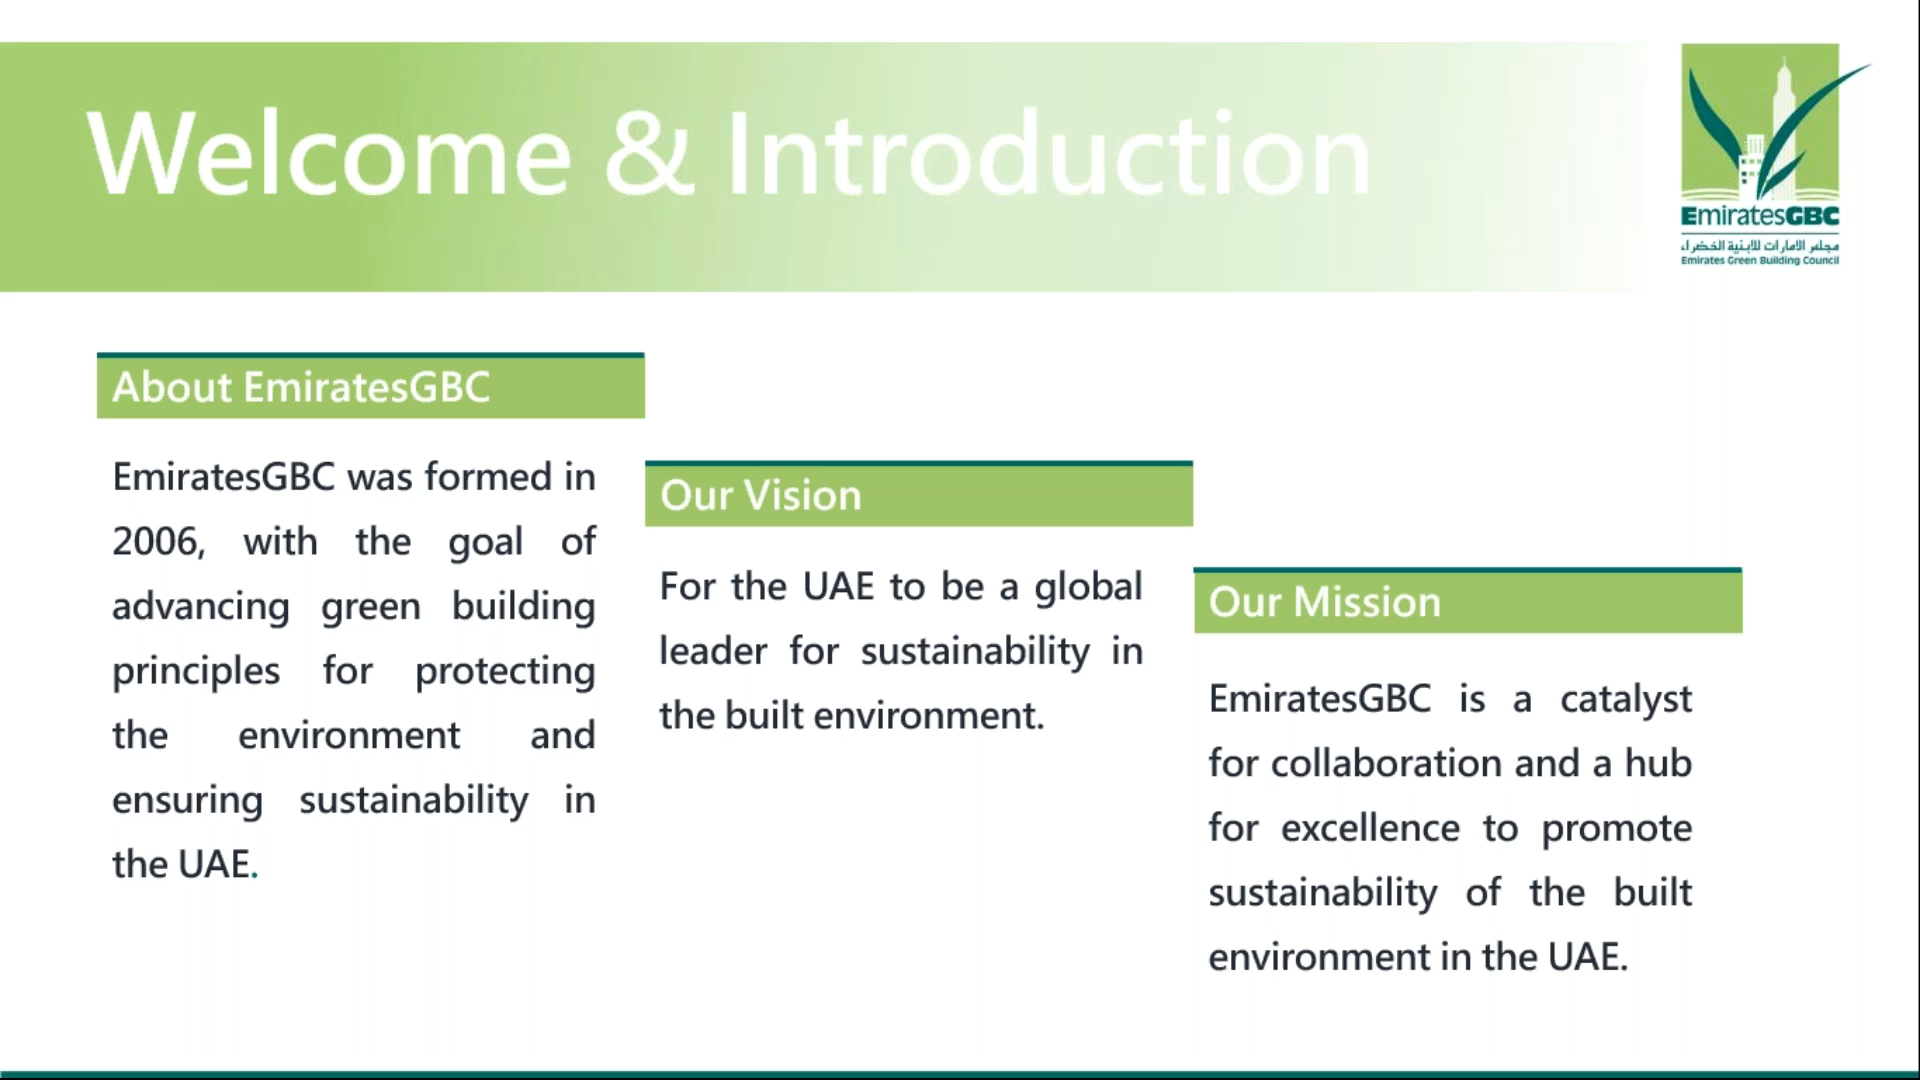 Welcome & Introduction
EmiratesGBC
مجلس الامارات للابنية الخضراء
Emirates Green Building Council
About EmiratesGBC
EmiratesGBC was formed in
2006, with the goal of
advancing green building
principles for protecting
the environment and
ensuring sustainability in
the UAE.
Our Vision
For the UAE to be a global
leader for sustainability in
the built environment.
Our Mission
EmiratesGBC is a catalyst
for collaboration and a hub
for excellence to promote
sustainability of the built
environment in the UAE.